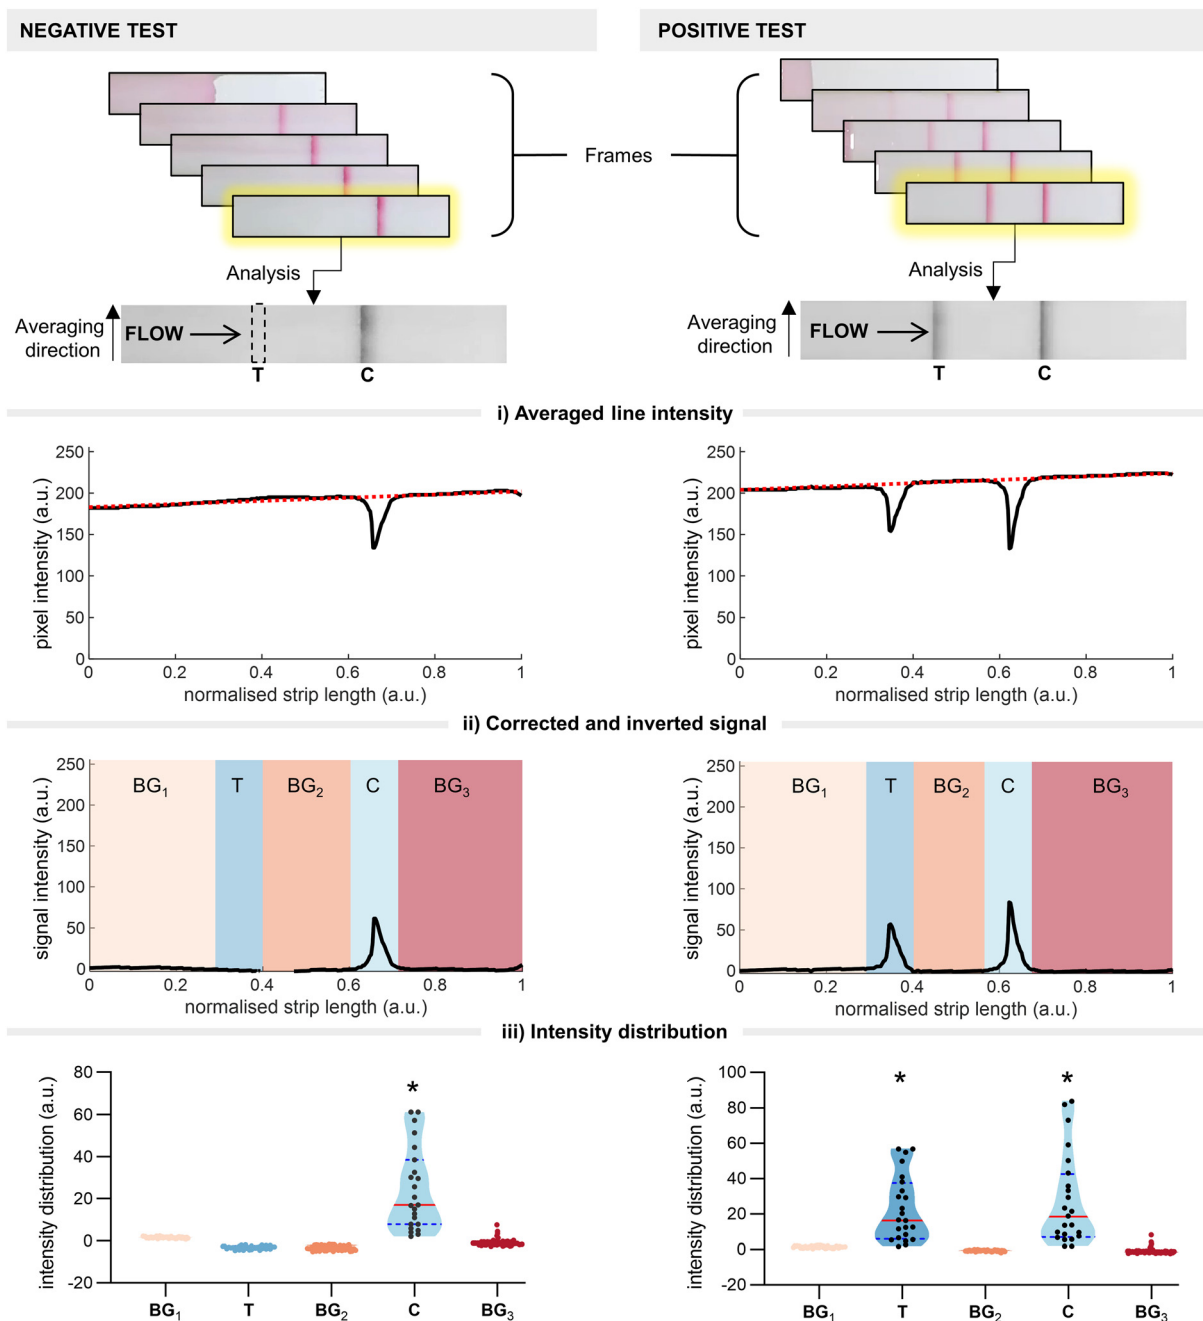 NEGATIVE TEST
POSITIVE TEST
Frames
Analysis
Analysis
Averaging
direction
FLOW
T
C
Averaging
direction
FLOW
T
C
i) Averaged line intensity
pixel intensity (a.u.)
250
200
150
100
50
0
0 0.2 0.4 0.6 0.8 1
normalised strip length (a.u.)
pixel intensity (a.u.)
250
200
150
100
50
0
0 0.2 0.4 0.6 0.8 1
normalised strip length (a.u.)
ii) Corrected and inverted signal
signal intensity (a.u.)
250
200
150
100
50
0
BG₁ T BG₂ C BG₃
0 0.2 0.4 0.6 0.8 1
normalised strip length (a.u.)
signal intensity (a.u.)
250
200
150
100
50
0
BG₁ T BG₂ C BG₃
0 0.2 0.4 0.6 0.8 1
normalised strip length (a.u.)
iii) Intensity distribution
intensity distribution (a.u.)
80
60
40
20
0
-20
*
BG₁ T BG₂ C BG₃
intensity distribution (a.u.)
100
80
60
40
20
0
-20
* *
BG₁ T BG₂ C BG₃